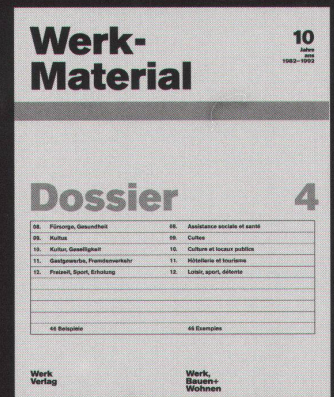 Werk-
Material
10
Jahre
ans
1982–1992
Dossier 4
08. Fürsorge, Gesundheit 08. Assistance sociale et santé
09. Kultus 09. Cultes
10. Kultur, Geselligkeit 10. Culture et locaux publics
11. Gastgewerbe, Fremdenverkehr 11. Hôtellerie et tourisme
12. Freizeit, Sport, Erholung 12. Loisir, sport, détente
46 Beispiele 46 Exemples
Werk
Verlag
Werk,
Bauen+
Wohnen